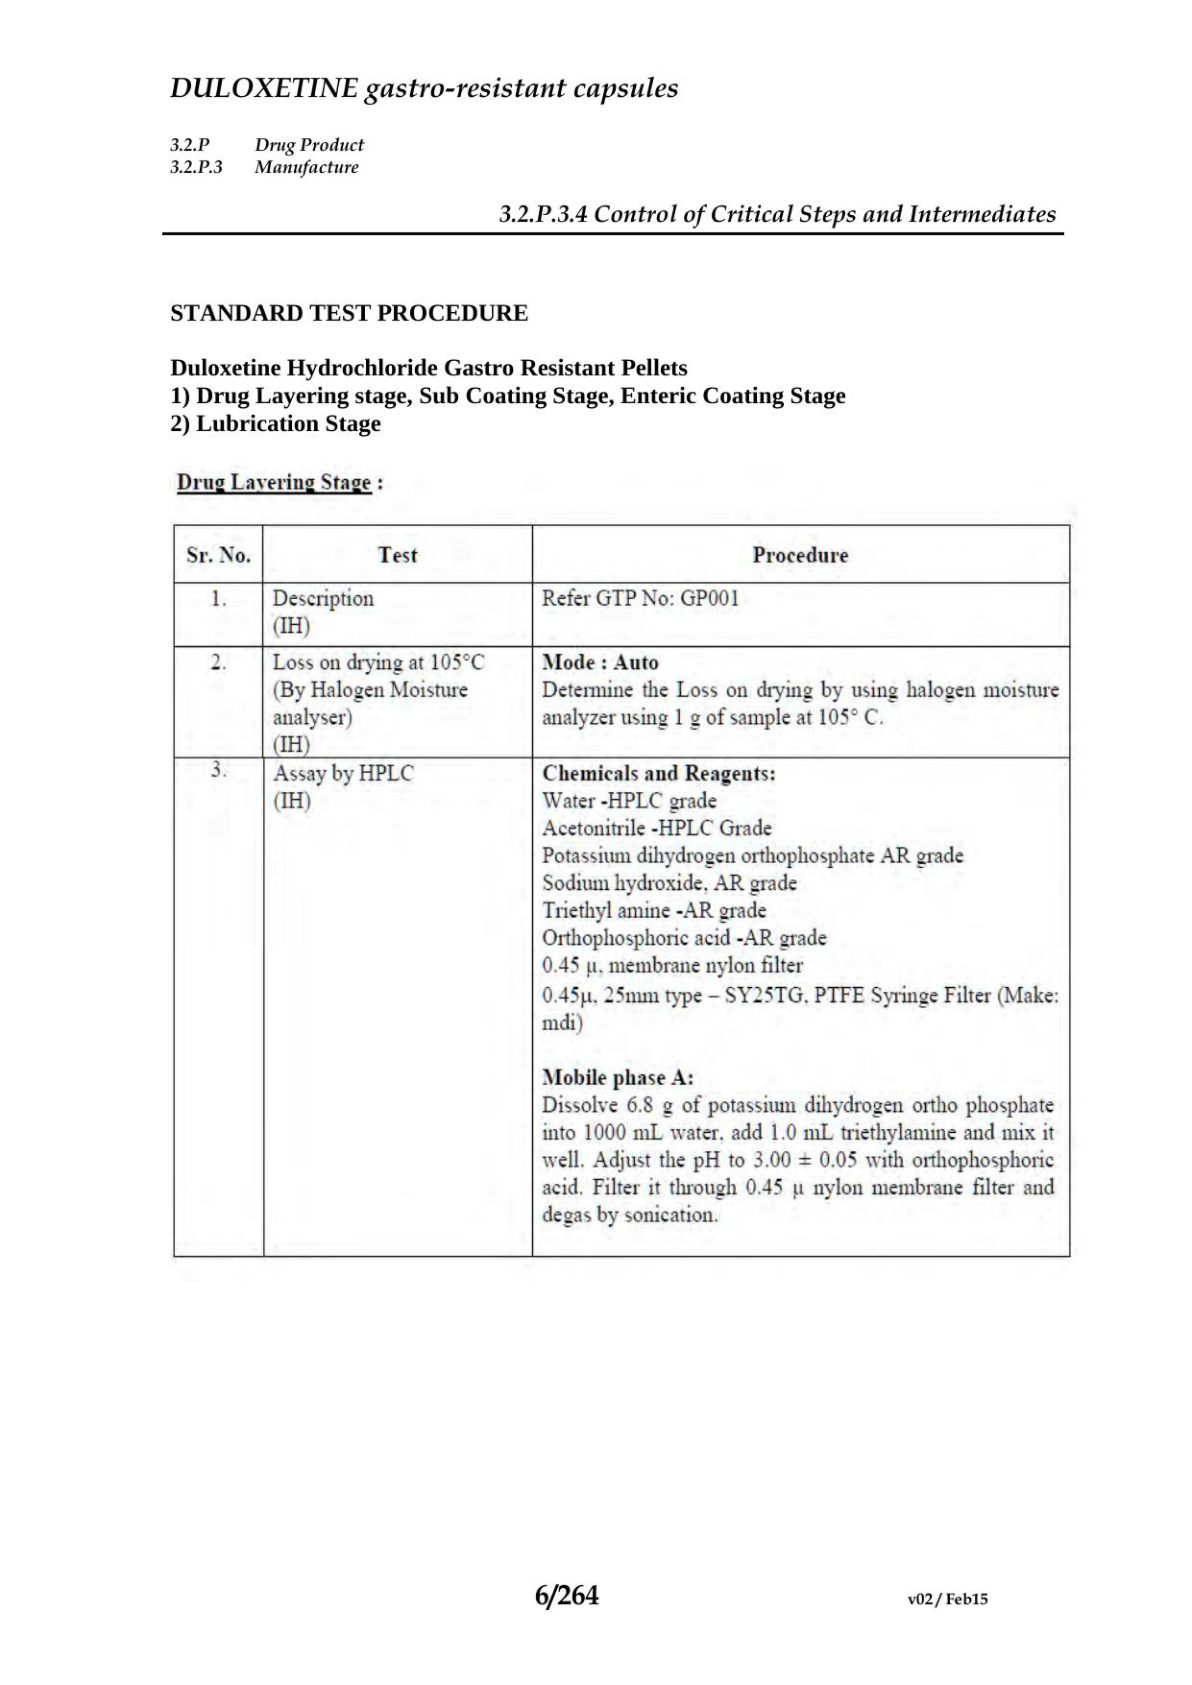 DULOXETINE gastro-resistant capsules
3.2.P Drug Product
3.2.P.3 Manufacture
3.2.P.3.4 Control of Critical Steps and Intermediates
STANDARD TEST PROCEDURE
Duloxetine Hydrochloride Gastro Resistant Pellets
1) Drug Layering stage, Sub Coating Stage, Enteric Coating Stage
2) Lubrication Stage
Drug Layering Stage :
Sr. No. Test Procedure
1. Description Refer GTP No: GP001
(IH)
2. Loss on drying at 105°C Mode : Auto
(By Halogen Moisture Determine the Loss on drying by using halogen moisture
analyser) analyzer using 1 g of sample at 105° C.
(IH)
3. Assay by HPLC Chemicals and Reagents:
(IH) Water -HPLC grade
Acetonitrile -HPLC Grade
Potassium dihydrogen orthophosphate AR grade
Sodium hydroxide, AR grade
Triethyl amine -AR grade
Orthophosphoric acid -AR grade
0.45 µ, membrane nylon filter
0.45µ, 25mm type – SY25TG, PTFE Syringe Filter (Make:
mdi)
Mobile phase A:
Dissolve 6.8 g of potassium dihydrogen ortho phosphate
into 1000 mL water, add 1.0 mL triethylamine and mix it
well. Adjust the pH to 3.00 ± 0.05 with orthophosphoric
acid. Filter it through 0.45 µ nylon membrane filter and
degas by sonication.
6/264 v02 / Feb15